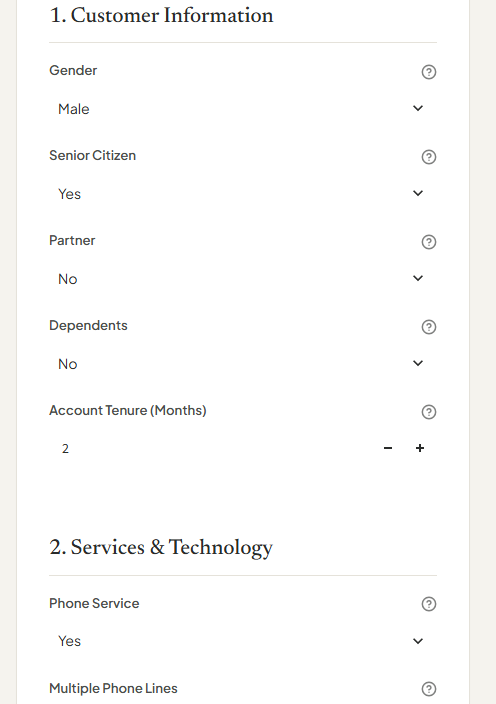 1. Customer Information
Gender
Male
Senior Citizen
Yes
Partner
No
Dependents
No
Account Tenure (Months)
2
2. Services & Technology
Phone Service
Yes
Multiple Phone Lines